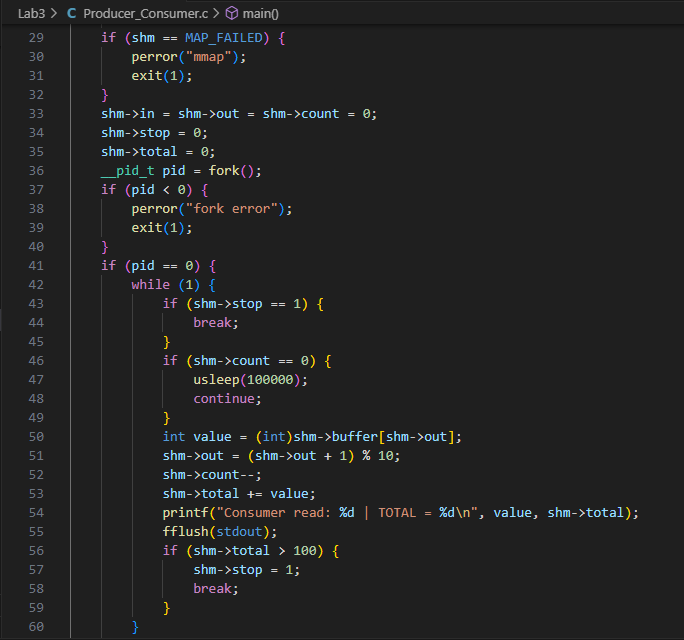 Lab3 > C Producer_Consumer.c > main()
29 if (shm == MAP_FAILED) {
30 perror("mmap");
31 exit(1);
32 }
33 shm->in = shm->out = shm->count = 0;
34 shm->stop = 0;
35 shm->total = 0;
36 __pid_t pid = fork();
37 if (pid < 0) {
38 perror("fork error");
39 exit(1);
40 }
41 if (pid == 0) {
42 while (1) {
43 if (shm->stop == 1) {
44 break;
45 }
46 if (shm->count == 0) {
47 usleep(100000);
48 continue;
49 }
50 int value = (int)shm->buffer[shm->out];
51 shm->out = (shm->out + 1) % 10;
52 shm->count--;
53 shm->total += value;
54 printf("Consumer read: %d | TOTAL = %d\n", value, shm->total);
55 fflush(stdout);
56 if (shm->total > 100) {
57 shm->stop = 1;
58 break;
59 }
60 }